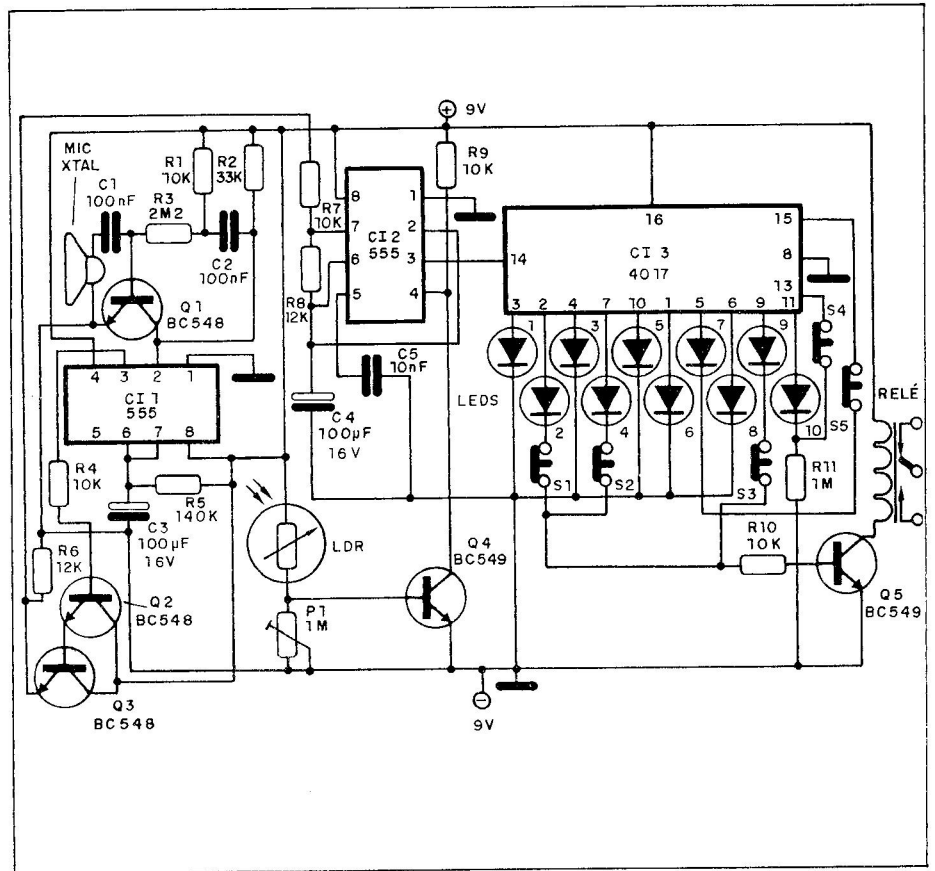 MIC
XTAL
C1
100nF
R3
2M2
R1
10K
R2
33K
C2
100nF
Q1
BC548
4 3 2 1
CI 1
555
5 6 7 8
R4
10K
C3
100µF
16V
R5
140K
R6
12K
Q2
BC548
Q3
BC548
R7
10K
R8
12K
8
7
6
5
CI 2
555
1
2
3
4
C5
10nF
C4
100µF
16V
LDR
P1
1M
Q4
BC549
+ 9V
R9
10K
−
9V
14
16
CI 3
4017
15
8
13
3 2 4 7 10 1 5 6 9 11
1 3 5 7 9
LEDS
2 4 6 8 10
S1
S2
S3
S4
S5
R11
1M
R10
10K
RELÉ
Q5
BC549